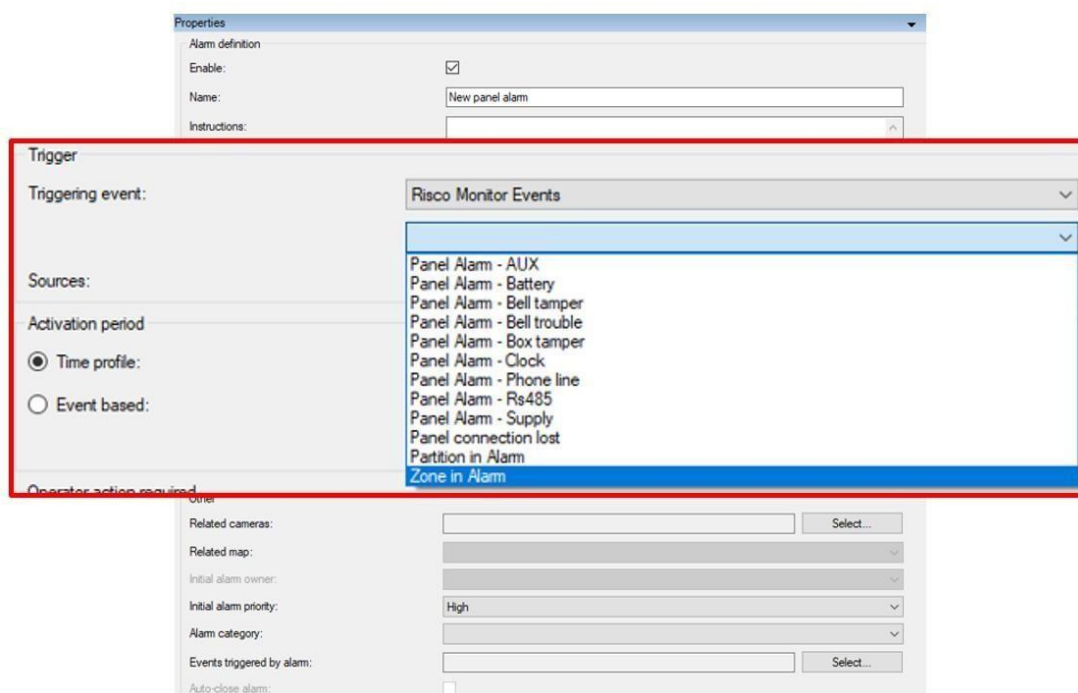 Properties
Alarm definition
Enable:
Name: New panel alarm
Instructions:
Trigger
Triggering event: Risco Monitor Events
Sources:
Panel Alarm - AUX
Panel Alarm - Battery
Panel Alarm - Bell tamper
Panel Alarm - Bell trouble
Panel Alarm - Box tamper
Panel Alarm - Clock
Panel Alarm - Phone line
Panel Alarm - Rs485
Panel Alarm - Supply
Panel connection lost
Partition in Alarm
Zone in Alarm
Activation period
Time profile:
Event based:
Operator action required
Other
Related cameras: Select...
Related map:
Initial alarm owner:
Initial alarm priority: High
Alarm category:
Events triggered by alarm: Select...
Auto-close alarm: